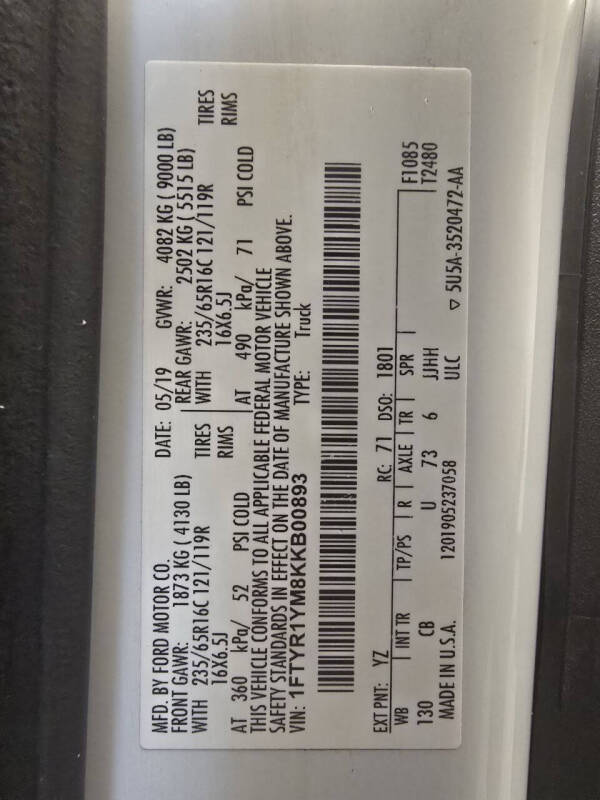 MFD. BY FORD MOTOR CO. DATE: 05/19 GVWR: 4082 KG ( 9000 LB)
FRONT GAWR: 1873 KG ( 4130 LB) REAR GAWR: 2502 KG ( 5515 LB)
WITH 235/65R16C 121/119R TIRES WITH 235/65R16C 121/119R TIRES
16X6.5J RIMS 16X6.5J RIMS
AT 360 kPa/ 52 PSI COLD AT 490 kPa/ 71 PSI COLD
THIS VEHICLE CONFORMS TO ALL APPLICABLE FEDERAL MOTOR VEHICLE
SAFETY STANDARDS IN EFFECT ON THE DATE OF MANUFACTURE SHOWN ABOVE.
VIN: 1FTYR1YM8KKB00893 TYPE: Truck
EXT PNT: YZ RC: 71 DSO: 1801 F1085
WB INT TR TP/PS R AXLE TR SPR T2480
130 CB U 73 6 JJHH
MADE IN U.S.A. 1201905237058 ULC ▽ 5U5A-3520472-AA